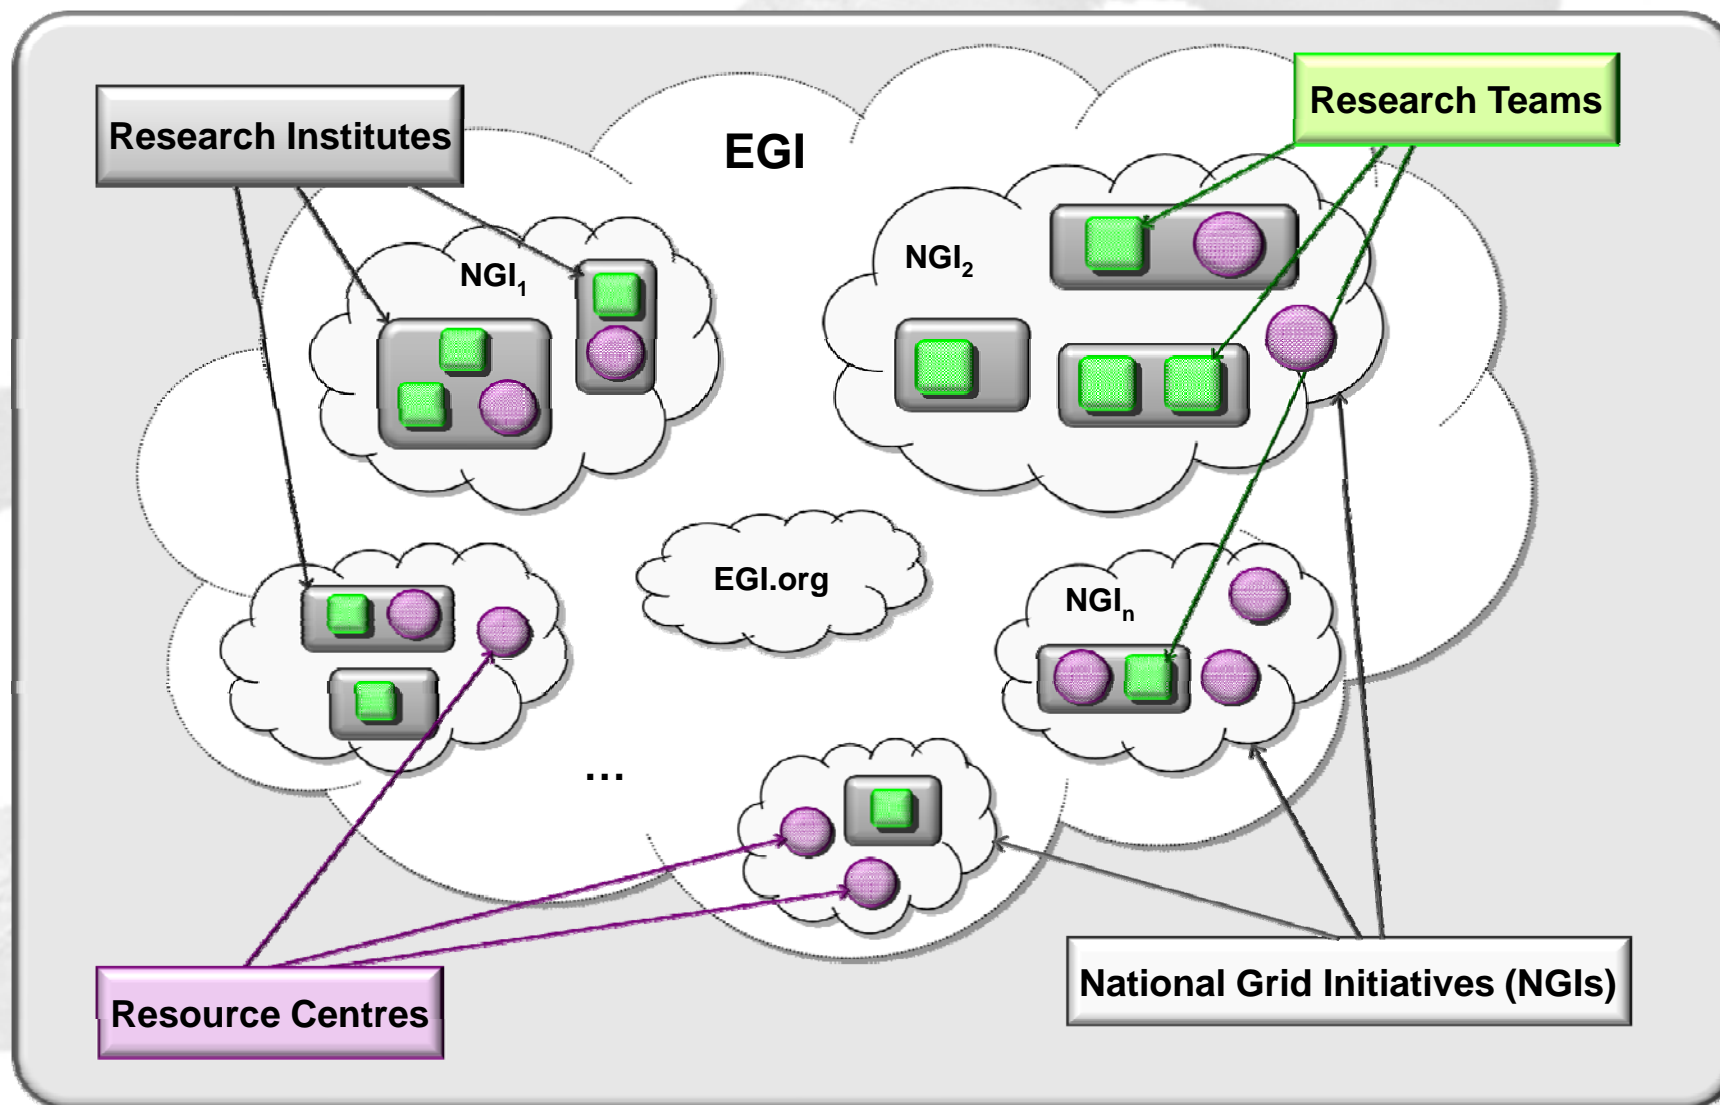 Research Institutes
EGI
Research Teams
NGI₁
NGI₂
EGI.org
NGIₙ
...
Resource Centres
National Grid Initiatives (NGIs)